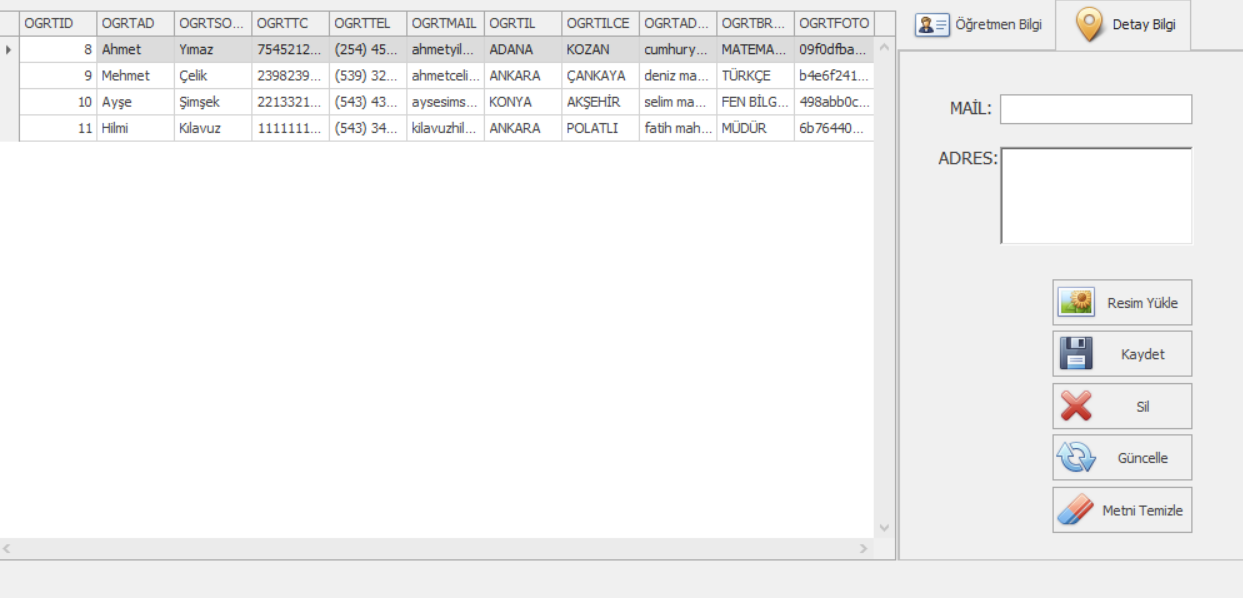 OGRTID OGRTAD OGRTSO... OGRTTC OGRTTEL OGRTMAIL OGRTIL OGRTILCE OGRTAD... OGRTBR... OGRTFOTO
8 Ahmet Yımaz 7545212... (254) 45... ahmetyil... ADANA KOZAN cumhury... MATEMA... 09f0dfba...
9 Mehmet Çelik 2398239... (539) 32... ahmetceli... ANKARA ÇANKAYA deniz ma... TÜRKÇE b4e6f241...
10 Ayşe Şimşek 2213321... (543) 43... aysesims... KONYA AKŞEHİR selim ma... FEN BİLG... 498abb0c...
11 Hilmi Kılavuz 1111111... (543) 34... kilavuzhil... ANKARA POLATLI fatih mah... MÜDÜR 6b76440...
Öğretmen Bilgi Detay Bilgi
MAİL:
ADRES:
Resim Yükle
Kaydet
Sil
Güncelle
Metni Temizle